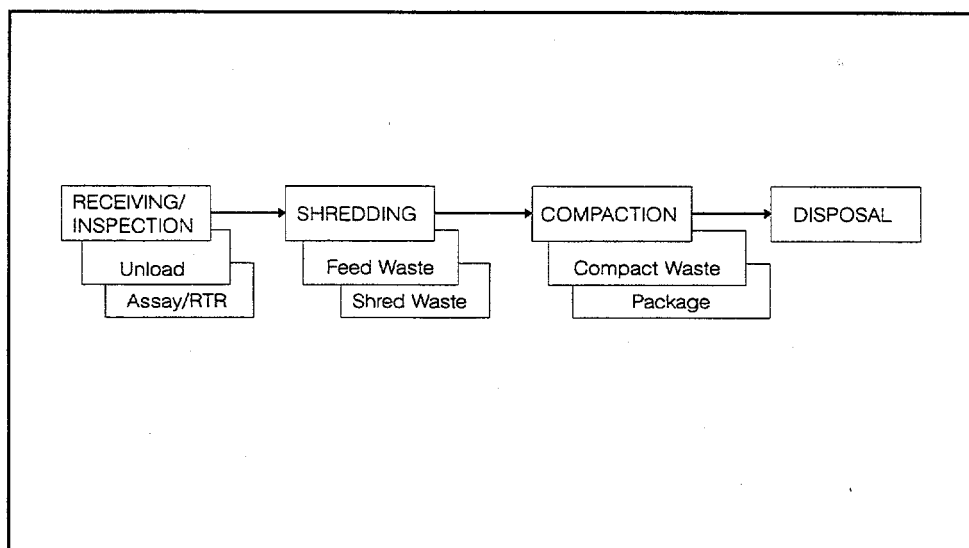 RECEIVING/
INSPECTION
Unload
Assay/RTR
SHREDDING
Feed Waste
Shred Waste
COMPACTION
Compact Waste
Package
DISPOSAL